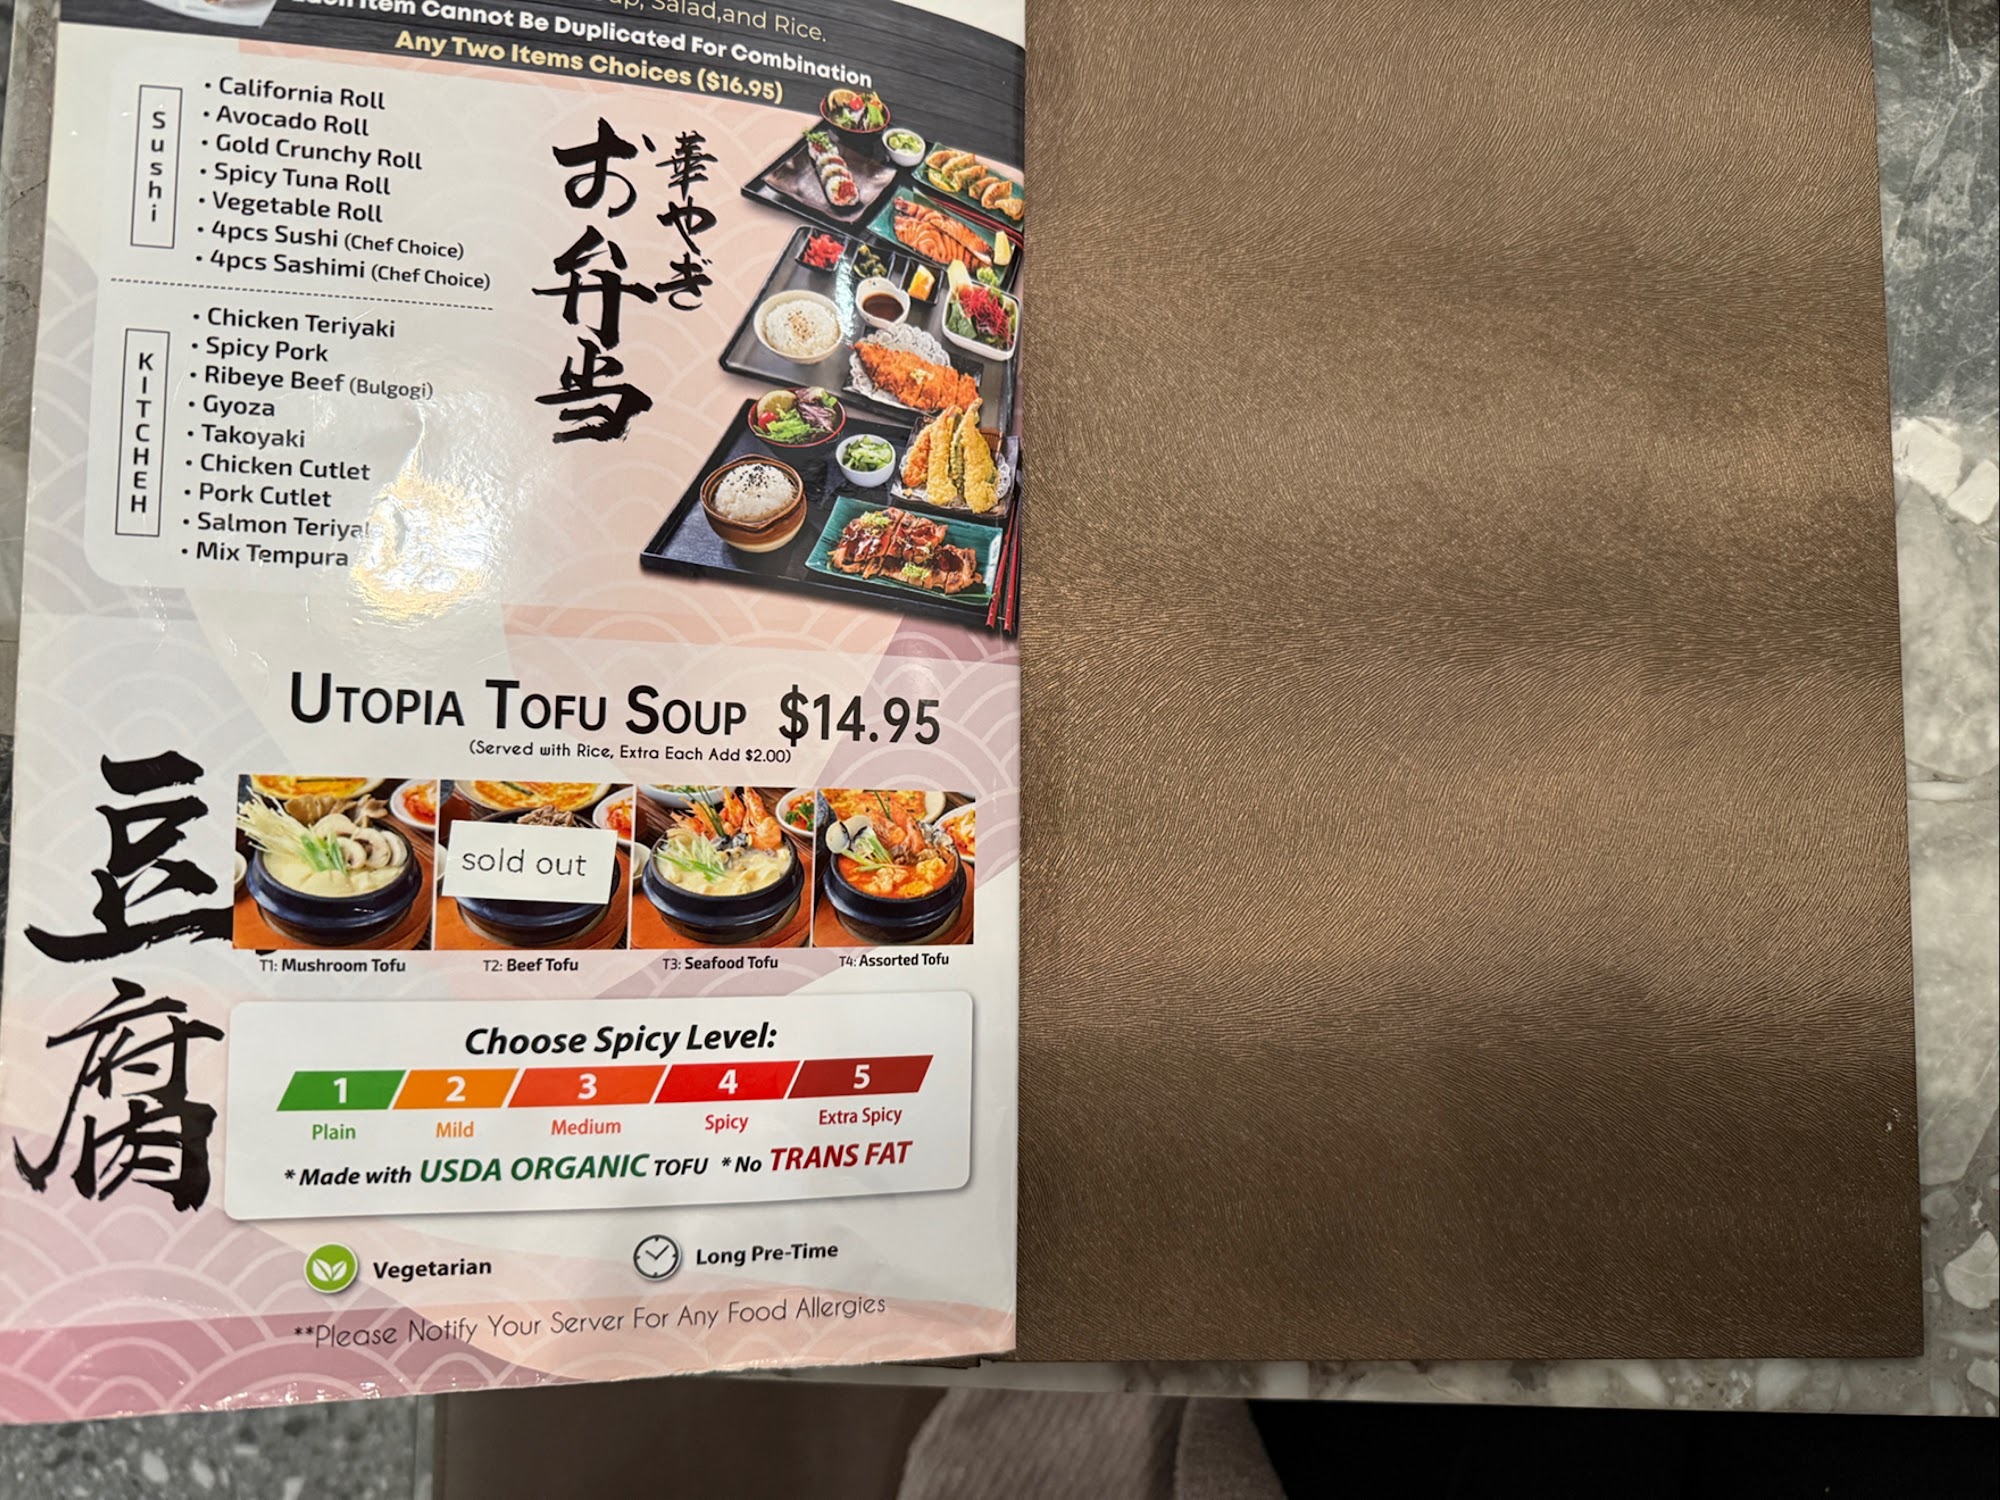 Salad,and Rice.
Item Cannot Be Duplicated For Combination
Any Two Items Choices ($16.95)
Sushi
• California Roll
• Avocado Roll
• Gold Crunchy Roll
• Spicy Tuna Roll
• Vegetable Roll
• 4pcs Sushi (Chef Choice)
• 4pcs Sashimi (Chef Choice)
KITCHEH
• Chicken Teriyaki
• Spicy Pork
• Ribeye Beef (Bulgogi)
• Gyoza
• Takoyaki
• Chicken Cutlet
• Pork Cutlet
• Salmon
• Mix Tempura
華やぎ
お弁当
UTOPIA TOFU SOUP $14.95
(Served with Rice, Extra Each Add $2.00)
豆腐
sold out
T1: Mushroom Tofu
T2: Beef Tofu
T3: Seafood Tofu
T4: Assorted Tofu
Choose Spicy Level:
1 2 3 4 5
Plain Mild Medium Spicy Extra Spicy
* Made with USDA ORGANIC TOFU * No TRANS FAT
Vegetarian
Long Pre-Time
**Please Notify Your Server For Any Food Allergies